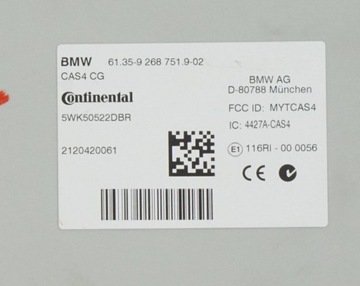 BMW 61.35-9 268 751.9-02
CAS4 CG
Continental
5WK50522DBR
2120420061
BMW AG
D-80788 München
FCC ID: MYTCAS4
IC: 4427A-CAS4
E1 116RI - 00 0056